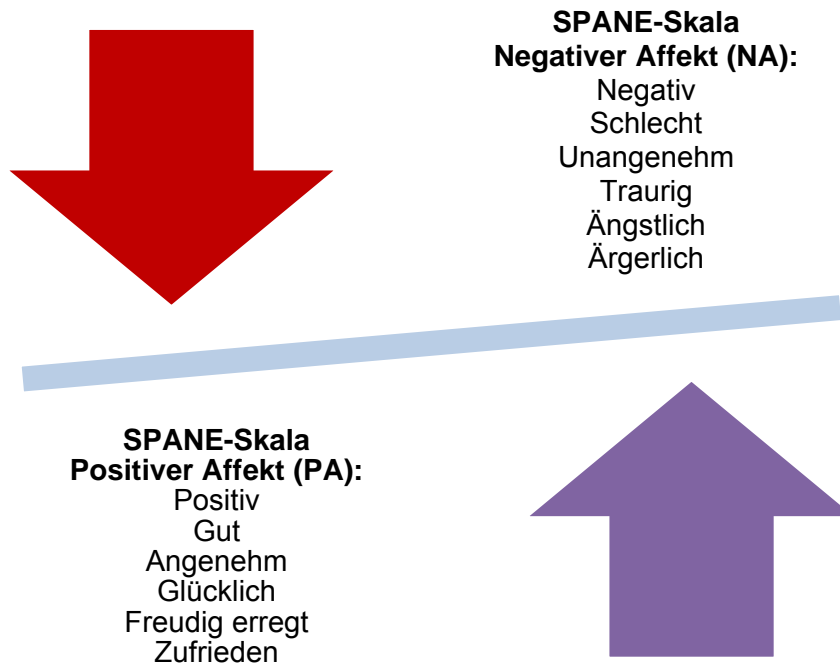 SPANE-Skala
Negativer Affekt (NA):
Negativ
Schlecht
Unangenehm
Traurig
Ängstlich
Ärgerlich
SPANE-Skala
Positiver Affekt (PA):
Positiv
Gut
Angenehm
Glücklich
Freudig erregt
Zufrieden